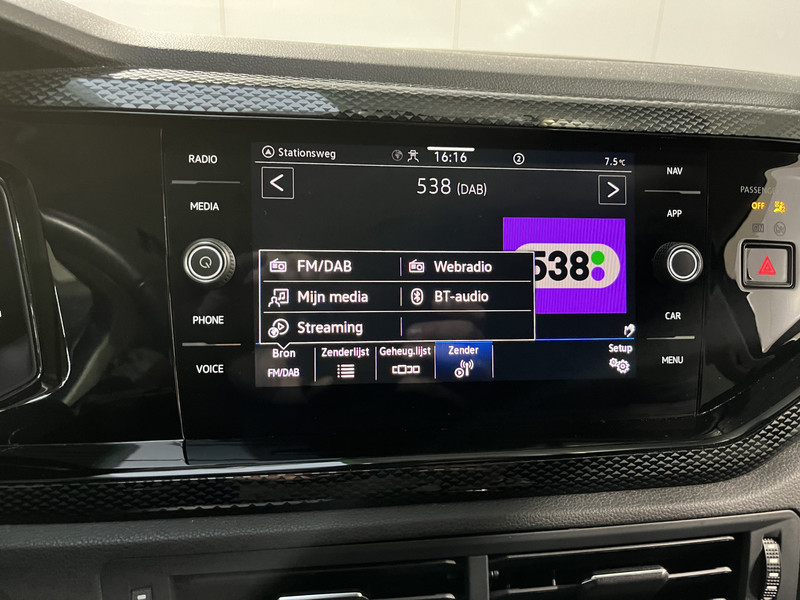 RADIO
MEDIA
PHONE
VOICE
Stationsweg
16:16
2
7.5°C
538 (DAB)
538
FM/DAB
Webradio
Mijn media
BT-audio
Streaming
Bron
FM/DAB
Zenderlijst
Geheug.lijst
Zender
Setup
NAV
APP
CAR
MENU
OFF